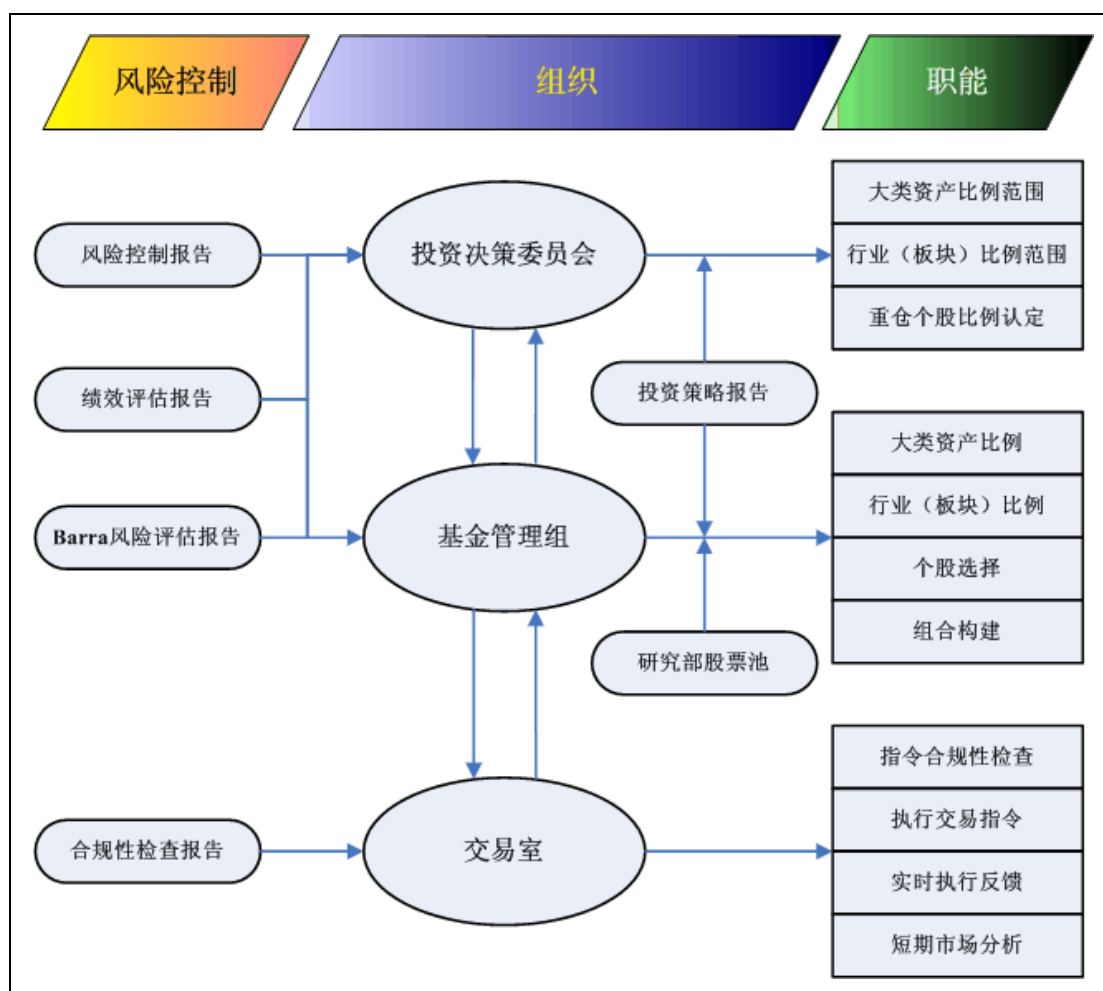 风险控制
组织
职能
风险控制报告
绩效评估报告
Barra风险评估报告
合规性检查报告
投资决策委员会
基金管理组
交易室
投资策略报告
研究部股票池
大类资产比例范围
行业（板块）比例范围
重仓个股比例认定
大类资产比例
行业（板块）比例
个股选择
组合构建
指令合规性检查
执行交易指令
实时执行反馈
短期市场分析